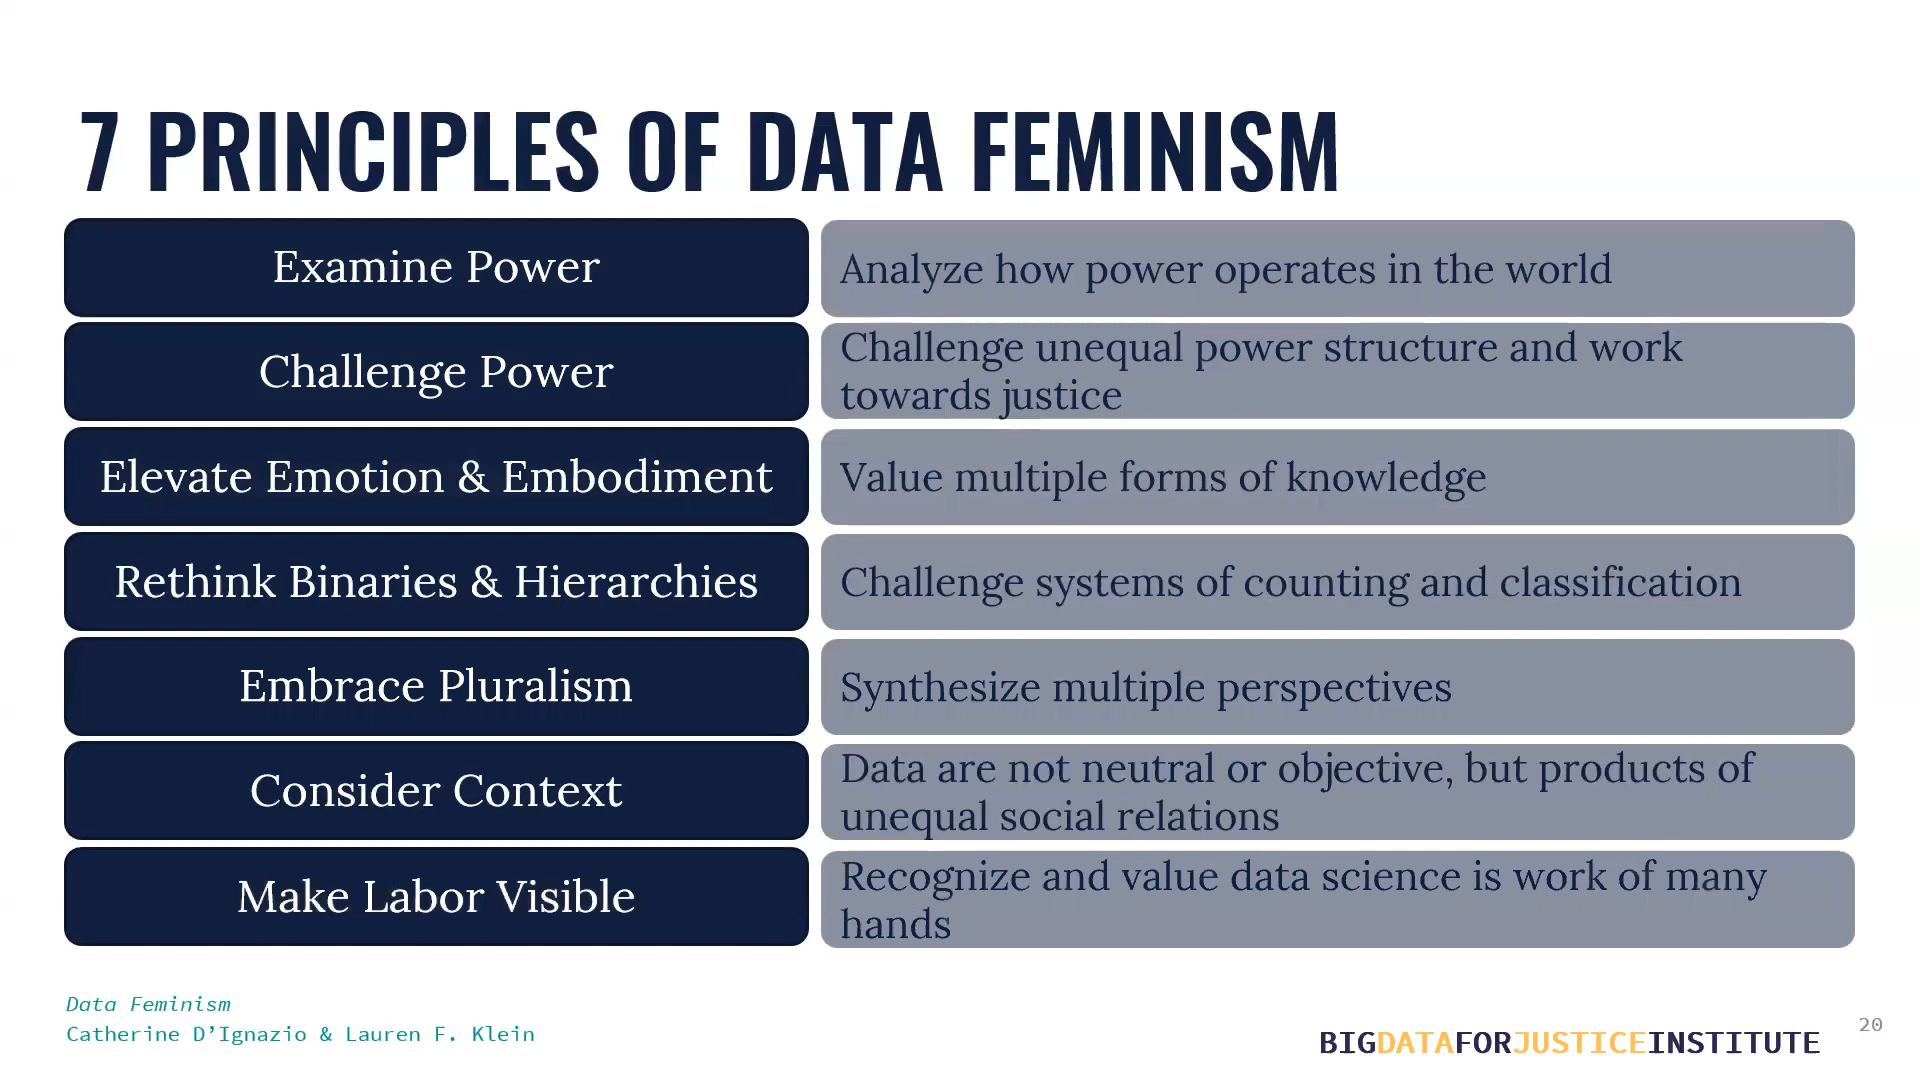 7 PRINCIPLES OF DATA FEMINISM
Examine Power
Analyze how power operates in the world
Challenge Power
Challenge unequal power structure and work
towards justice
Elevate Emotion & Embodiment
Value multiple forms of knowledge
Rethink Binaries & Hierarchies
Challenge systems of counting and classification
Embrace Pluralism
Synthesize multiple perspectives
Consider Context
Data are not neutral or objective, but products of
unequal social relations
Make Labor Visible
Recognize and value data science is work of many
hands
Data Feminism
Catherine D’Ignazio & Lauren F. Klein
BIGDATAFORJUSTICEINSTITUTE
20